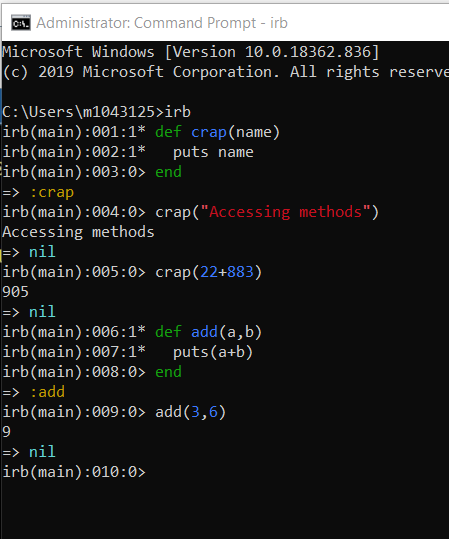 Administrator: Command Prompt - irb
Microsoft Windows [Version 10.0.18362.836]
(c) 2019 Microsoft Corporation. All rights reserve
C:\Users\m1043125>irb
irb(main):001:1* def crap(name)
irb(main):002:1*   puts name
irb(main):003:0> end
=> :crap
irb(main):004:0> crap("Accessing methods")
Accessing methods
=> nil
irb(main):005:0> crap(22+883)
905
=> nil
irb(main):006:1* def add(a,b)
irb(main):007:1*   puts(a+b)
irb(main):008:0> end
=> :add
irb(main):009:0> add(3,6)
9
=> nil
irb(main):010:0>